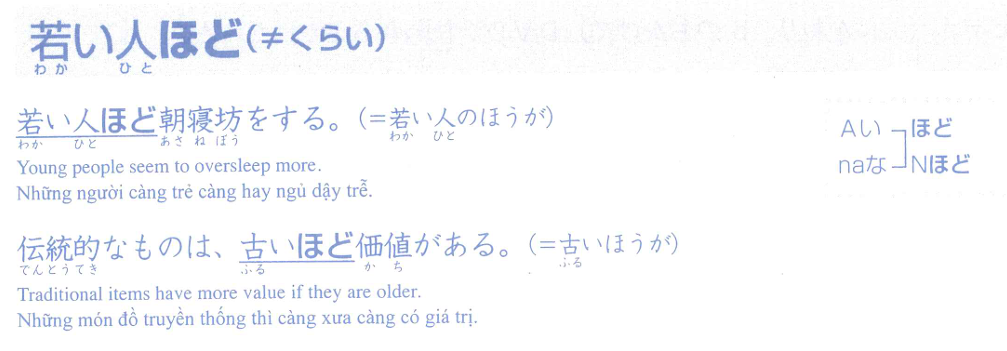 若い人ほど(≠くらい)
わか ひと
若い人ほど朝寝坊をする。(=若い人のほうが)
わか ひと あさ ね ぼう わか ひと
Young people seem to oversleep more.
Những người càng trẻ càng hay ngủ dậy trễ.
Aい ほど
naな Nほど
伝統的なものは、古いほど価値がある。(=古いほうが)
でんとうてき ふる か ち ふる
Traditional items have more value if they are older.
Những món đồ truyền thống thì càng xưa càng có giá trị.